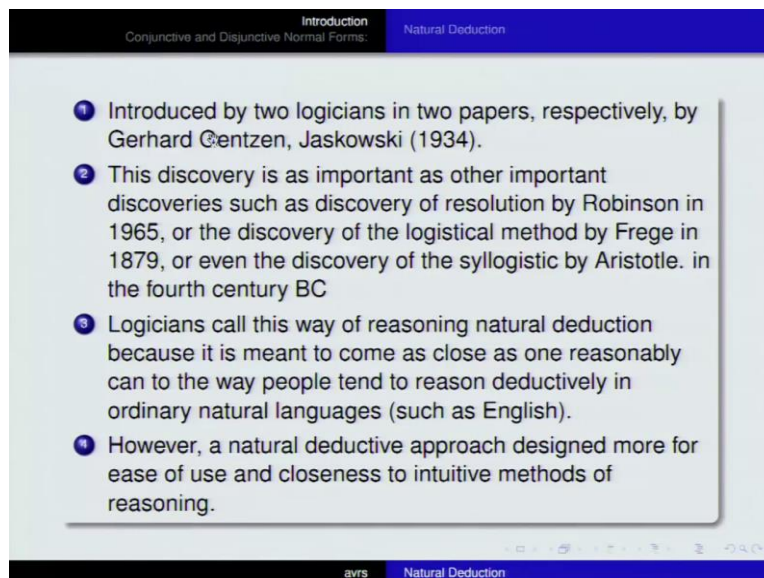 Introduction
Conjunctive and Disjunctive Normal Forms:
Natural Deduction
1 Introduced by two logicians in two papers, respectively, by
Gerhard Gentzen, Jaskowski (1934).
2 This discovery is as important as other important
discoveries such as discovery of resolution by Robinson in
1965, or the discovery of the logistical method by Frege in
1879, or even the discovery of the syllogistic by Aristotle. in
the fourth century BC
3 Logicians call this way of reasoning natural deduction
because it is meant to come as close as one reasonably
can to the way people tend to reason deductively in
ordinary natural languages (such as English).
4 However, a natural deductive approach designed more for
ease of use and closeness to intuitive methods of
reasoning.
avrs
Natural Deduction